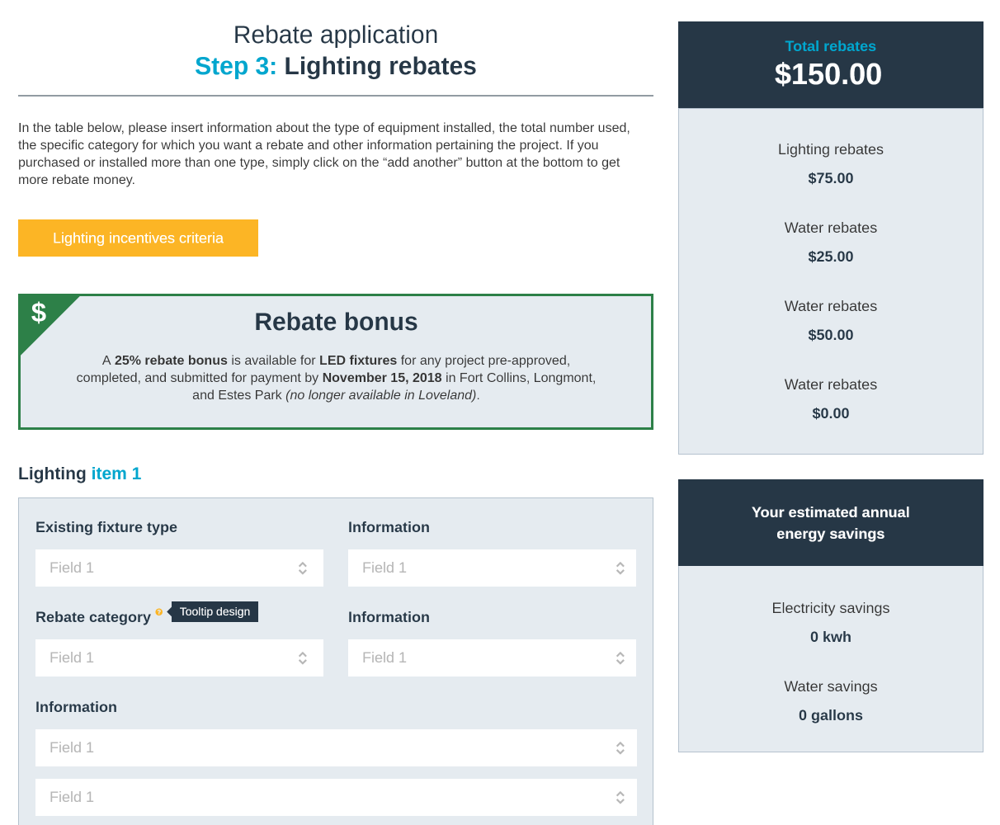 Rebate application
Step 3: Lighting rebates
In the table below, please insert information about the type of equipment installed, the total number used,
the specific category for which you want a rebate and other information pertaining the project. If you
purchased or installed more than one type, simply click on the “add another” button at the bottom to get
more rebate money.
Lighting incentives criteria
$
Rebate bonus
A 25% rebate bonus is available for LED fixtures for any project pre-approved,
completed, and submitted for payment by November 15, 2018 in Fort Collins, Longmont,
and Estes Park (no longer available in Loveland).
Lighting item 1
Existing fixture type
Information
Field 1
Field 1
Rebate category ?
Tooltip design
Information
Field 1
Field 1
Information
Field 1
Field 1
Total rebates
$150.00
Lighting rebates
$75.00
Water rebates
$25.00
Water rebates
$50.00
Water rebates
$0.00
Your estimated annual
energy savings
Electricity savings
0 kwh
Water savings
0 gallons